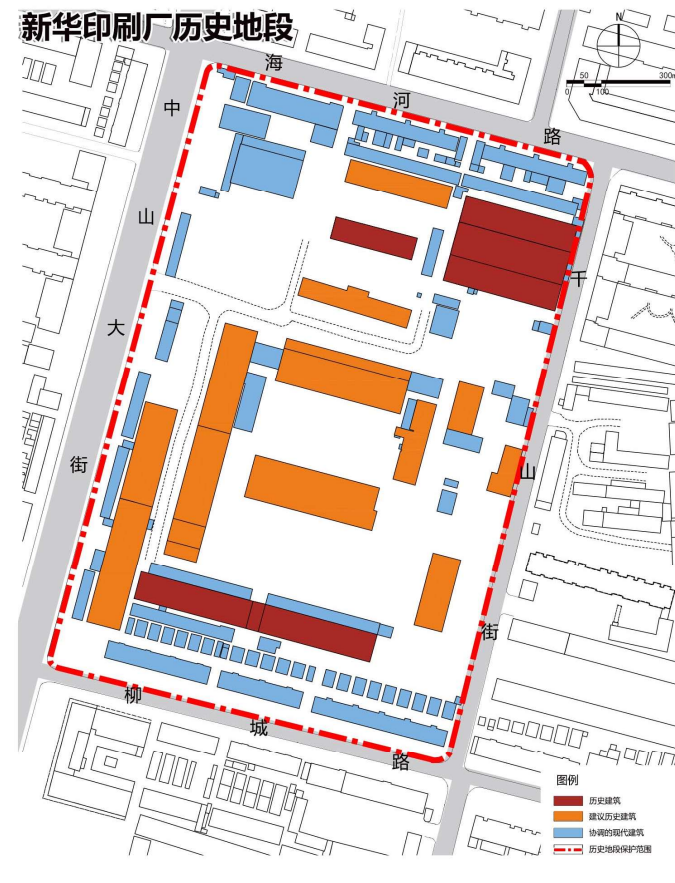 新华印刷厂历史地段
N
50 300m
0 100
海河路
中山大街
千山街
柳城路
图例
历史建筑
建议历史建筑
协调的现代建筑
历史地段保护范围